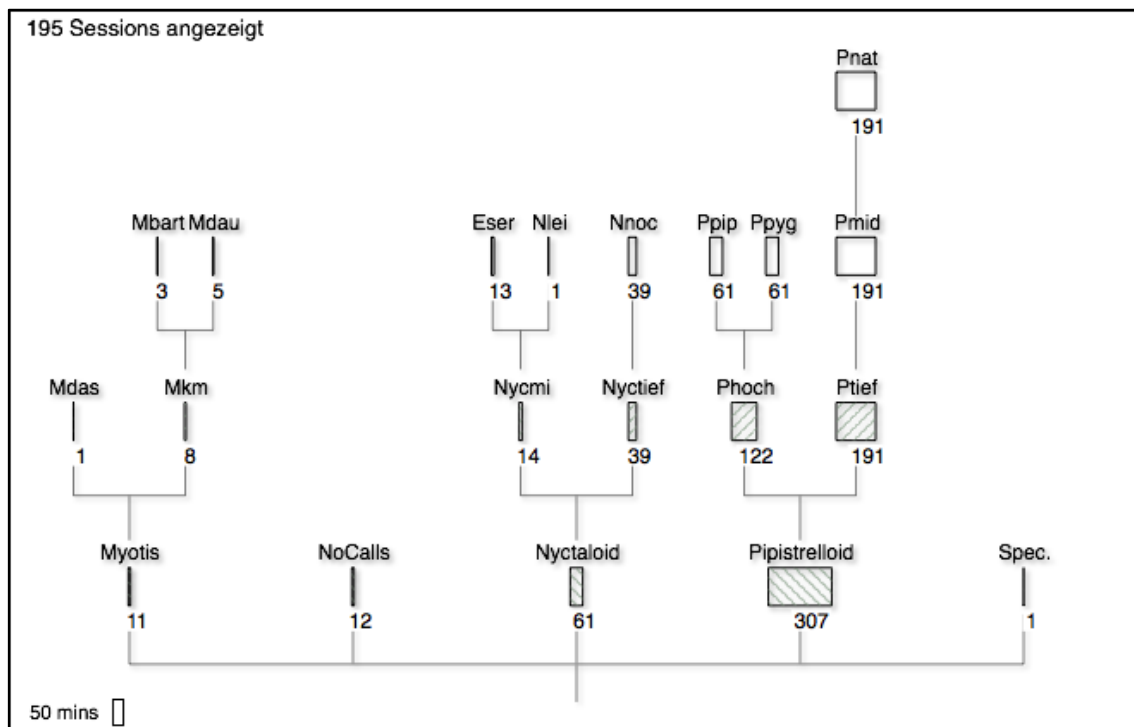 195 Sessions angezeigt
Pnat
191
Mbart Mdau Eser Nlei Nnoc Ppip Ppyg Pmid
3 5 13 1 39 61 61 191
Mdas Mkm Nycmi Nyctief Phoch Ptief
1 8 14 39 122 191
Myotis NoCalls Nyctaloid Pipistrelloid Spec.
11 12 61 307 1
50 mins